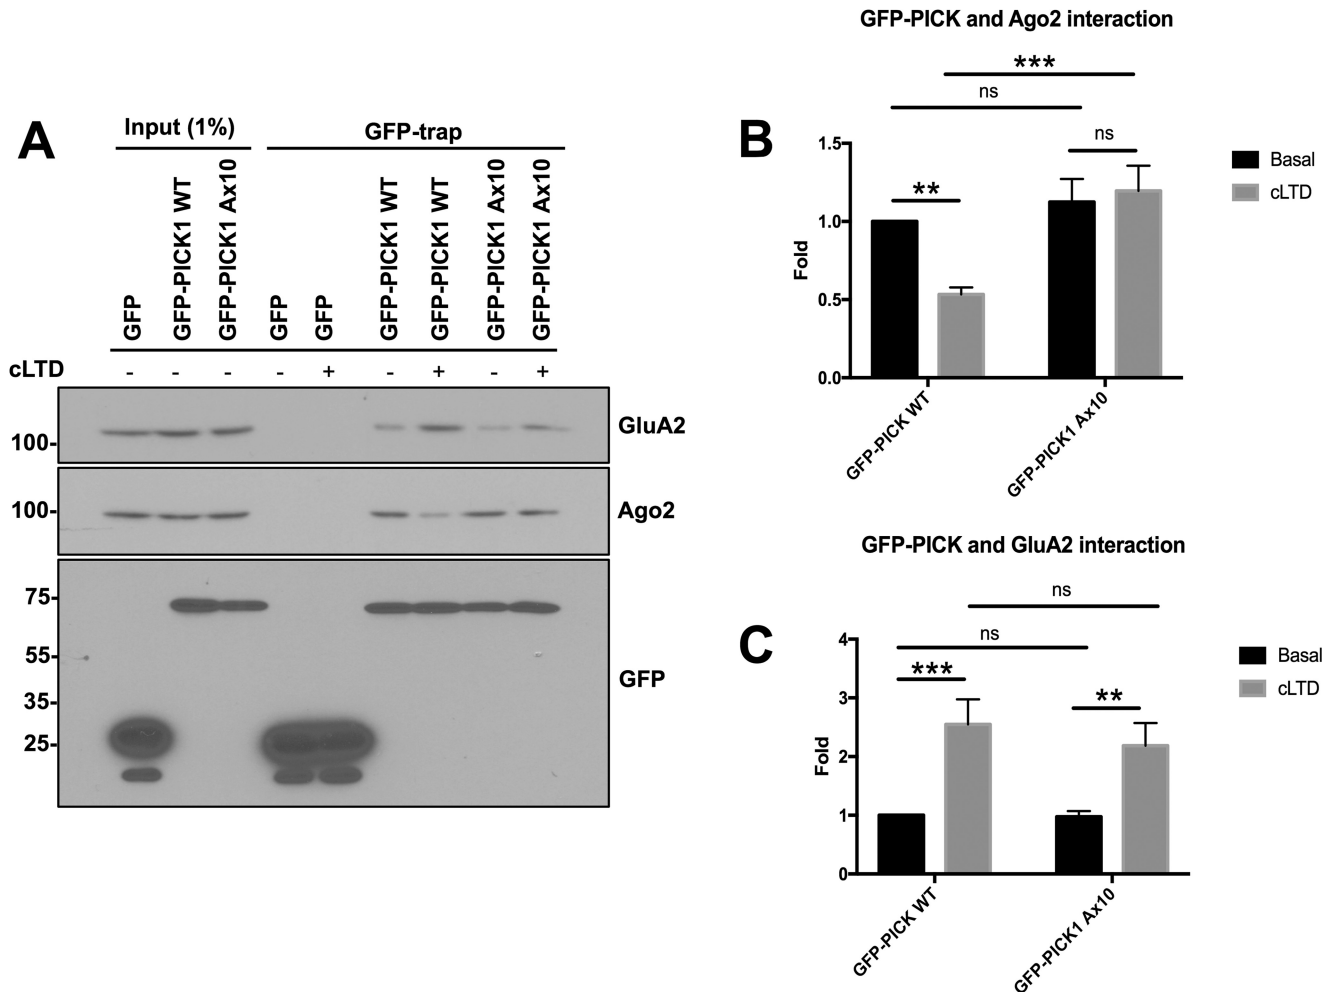 A
Input (1%)
GFP-trap
GFP
GFP-PICK1 WT
GFP-PICK1 Ax10
GFP
GFP
GFP-PICK1 WT
GFP-PICK1 WT
GFP-PICK1 Ax10
GFP-PICK1 Ax10
cLTD - - - - + - + - +
100-
GluA2
100-
Ago2
75-
55-
35-
25-
GFP
GFP-PICK and Ago2 interaction
B
***
ns
ns
**
1.5
1.0
0.5
0.0
Fold
GFP-PICK WT
GFP-PICK1 Ax10
Basal
cLTD
GFP-PICK and GluA2 interaction
C
ns
ns
***
**
4
3
2
1
0
Fold
GFP-PICK WT
GFP-PICK1 Ax10
Basal
cLTD